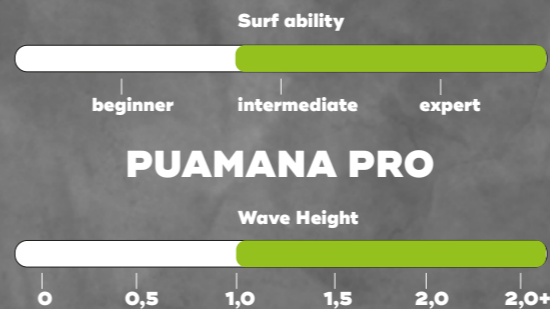 Surf ability
beginner intermediate expert
PUAMANA PRO
Wave Height
0 0,5 1,0 1,5 2,0 2,0+